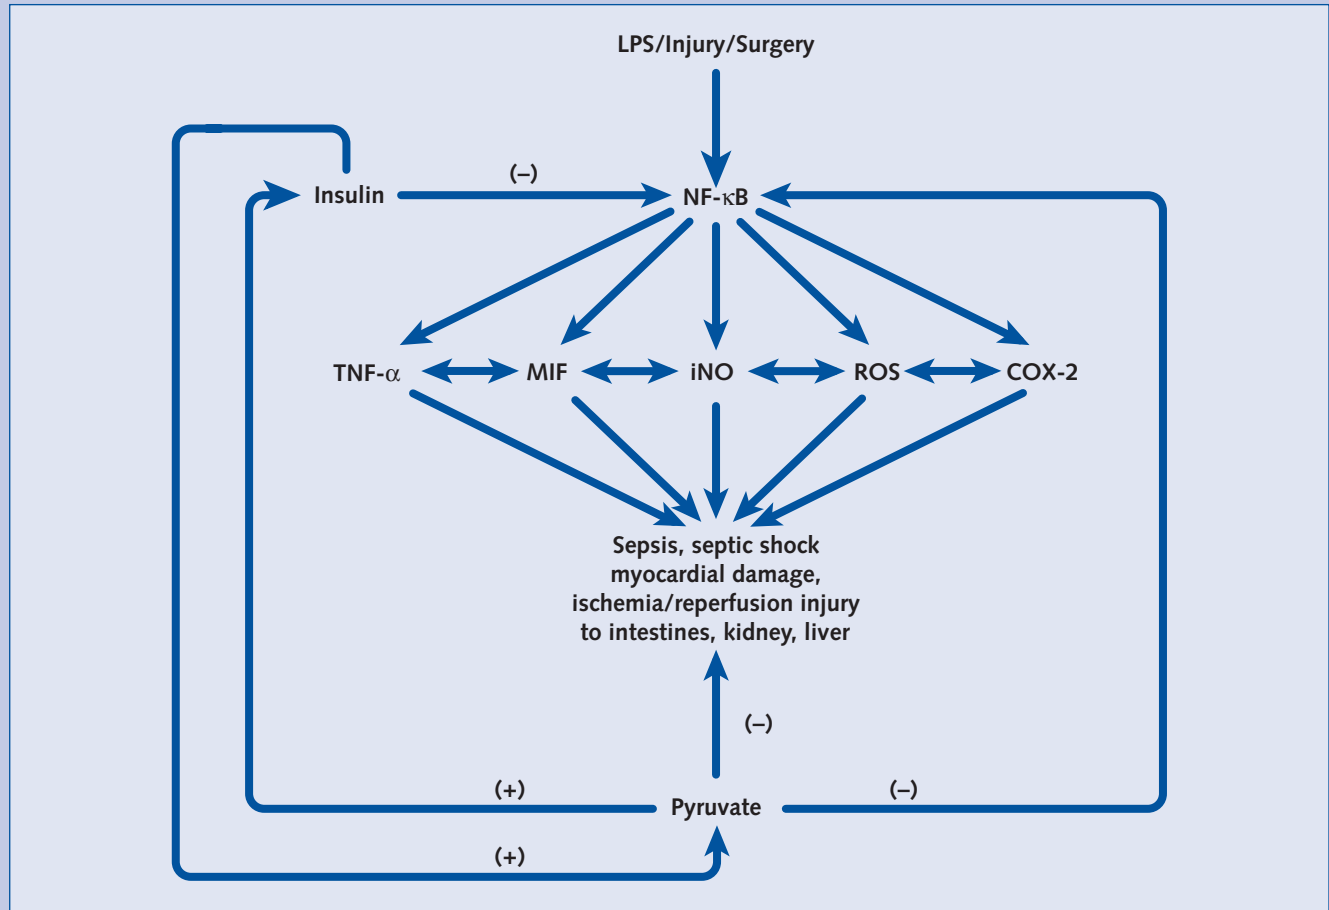 LPS/Injury/Surgery
(–)
Insulin
NF-κB
TNF-α
MIF
iNO
ROS
COX-2
Sepsis, septic shock
myocardial damage,
ischemia/reperfusion injury
to intestines, kidney, liver
(–)
(+)
(–)
Pyruvate
(+)